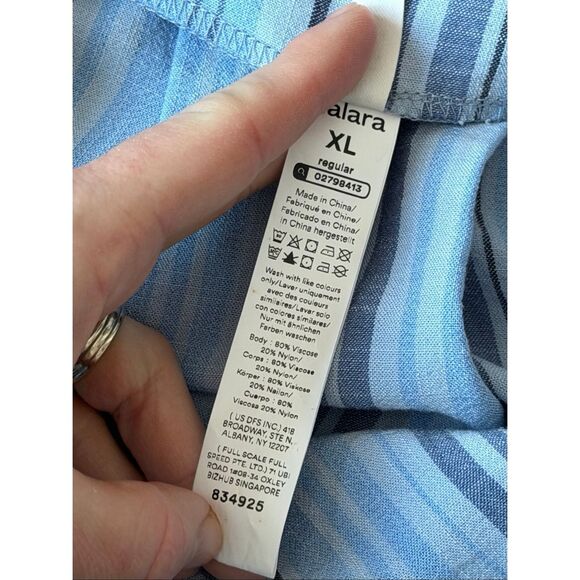 alara
XL
regular
02798413
Made in China/
Fabriqué en Chine/
Fabricado en China/
in China hergestellt
Wash with like colours
only/Laver uniquement
avec des couleurs
similaires/Lavar solo
con colores similares/
Nur mit ähnlichen
Farben waschen
Body : 80% Viscose
20% Nylon/
Corps : 80% Viscose
20% Nylon/
Körper : 80% Viskose
20% Nailon/
Cuerpo : 80%
Viscosa 20% Nylon
( US DFS INC.) 418
BROADWAY, STE N,
ALBANY, NY 12207
( FULL SCALE FULL
SPEED PTE. LTD.) 71 UBI
ROAD 1#08-34 OXLEY
BIZHUB SINGAPORE
834925